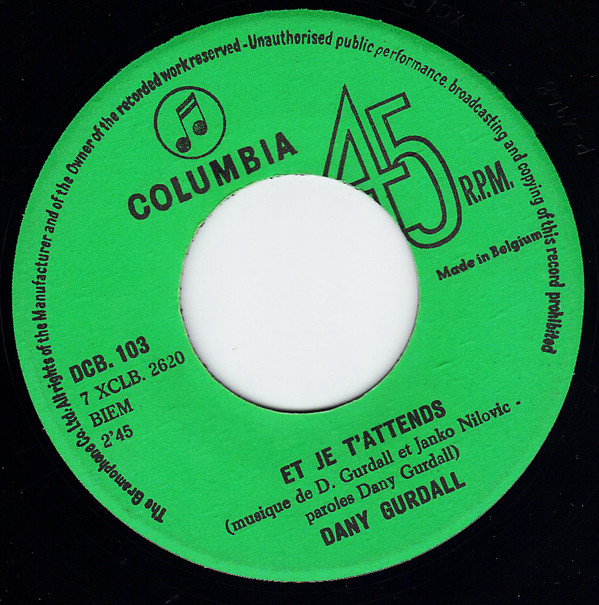 The Gramophone Co. Ltd. All rights of the Manufacturer and of the Owner of the recorded work reserved - Unauthorised public performance, broadcasting and copying of this record prohibited
COLUMBIA
45 R.P.M.
Made in Belgium
DCB. 103
7 XCLB. 2620
BIEM
2'45
ET JE T'ATTENDS
(musique de D. Gurdall et Janko Nilovic -
paroles Dany Gurdall)
DANY GURDALL